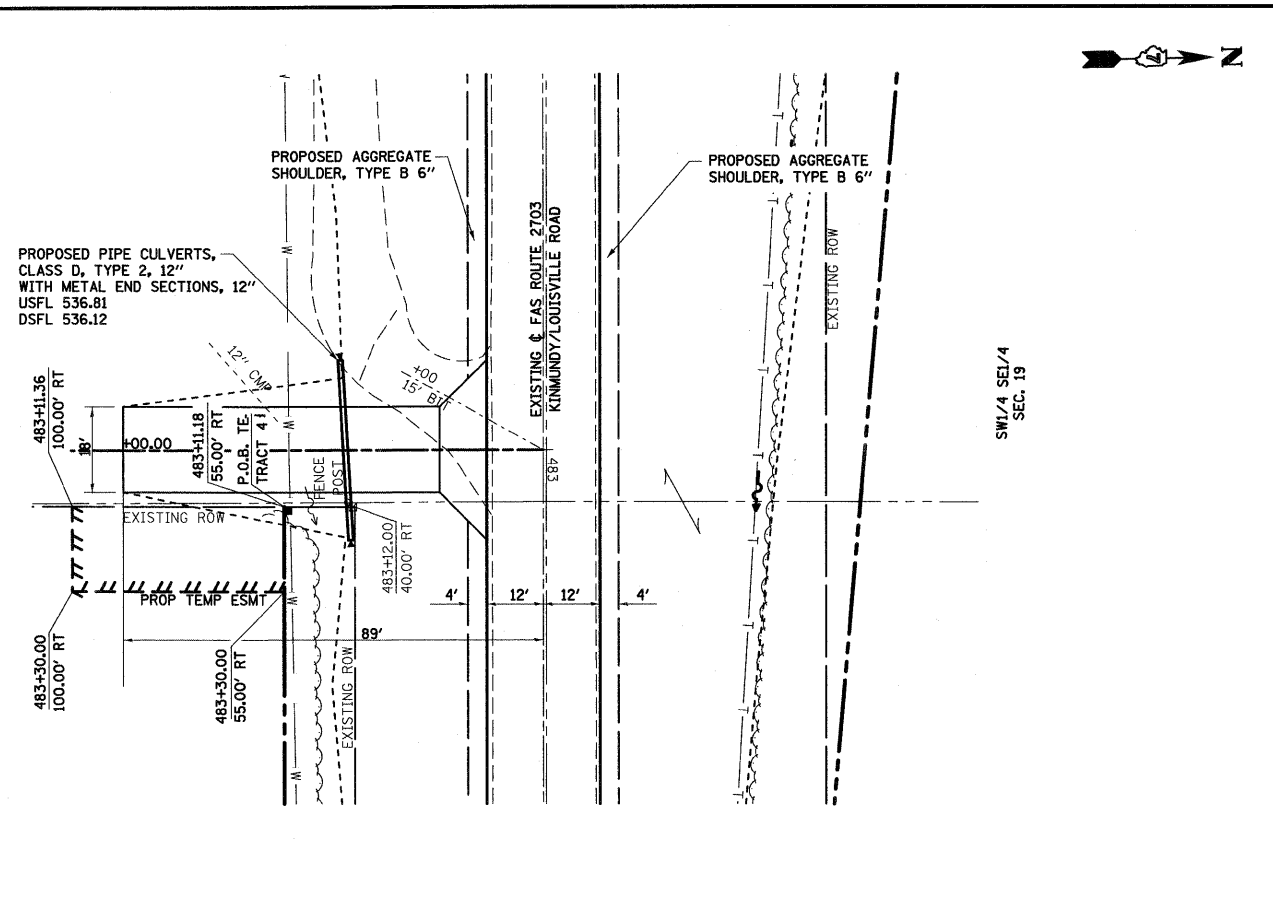 N
PROPOSED AGGREGATE
SHOULDER, TYPE B 6"
PROPOSED AGGREGATE
SHOULDER, TYPE B 6"
PROPOSED PIPE CULVERTS,
CLASS D, TYPE 2, 12"
WITH METAL END SECTIONS, 12"
USFL 536.81
DSFL 536.12
EXISTING ℄ FAS ROUTE 2703
KINMUNDY/LOUISVILLE ROAD
EXISTING ROW
SW1/4 SE1/4
SEC. 19
12" CMP
+00
15' BIT
483+11.36
100.00' RT
18'
+00.00
483+11.18
55.00' RT
P.O.B. TE-
TRACT 4
FENCE
POST
483
EXISTING ROW
483+12.00
40.00' RT
PROP TEMP ESMT
4'
12'
12'
4'
89'
483+30.00
100.00' RT
483+30.00
55.00' RT
EXISTING ROW
W
W
W
W
W
T
T
T
T
T
T
T
T